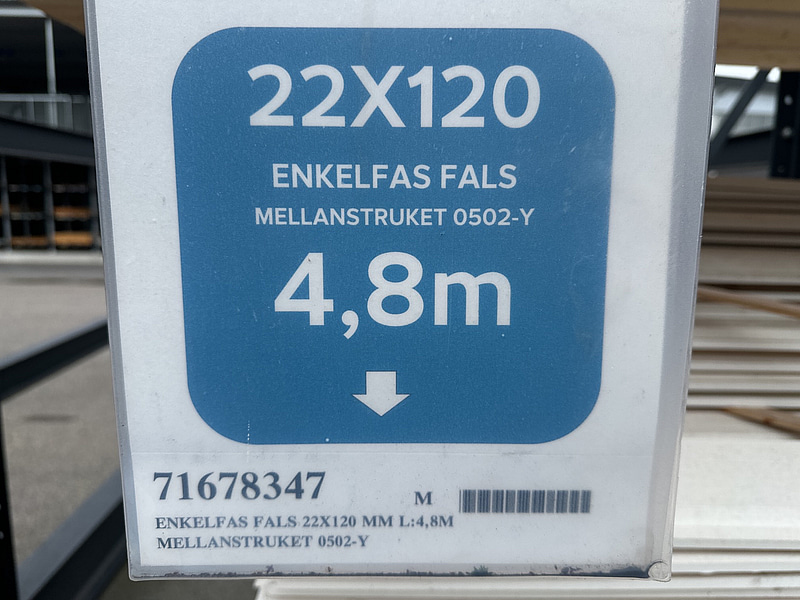 22X120
ENKELFAS FALS
MELLANSTRUKET 0502-Y
4,8m
71678347
M
ENKELFAS FALS 22X120 MM L:4,8M
MELLANSTRUKET 0502-Y